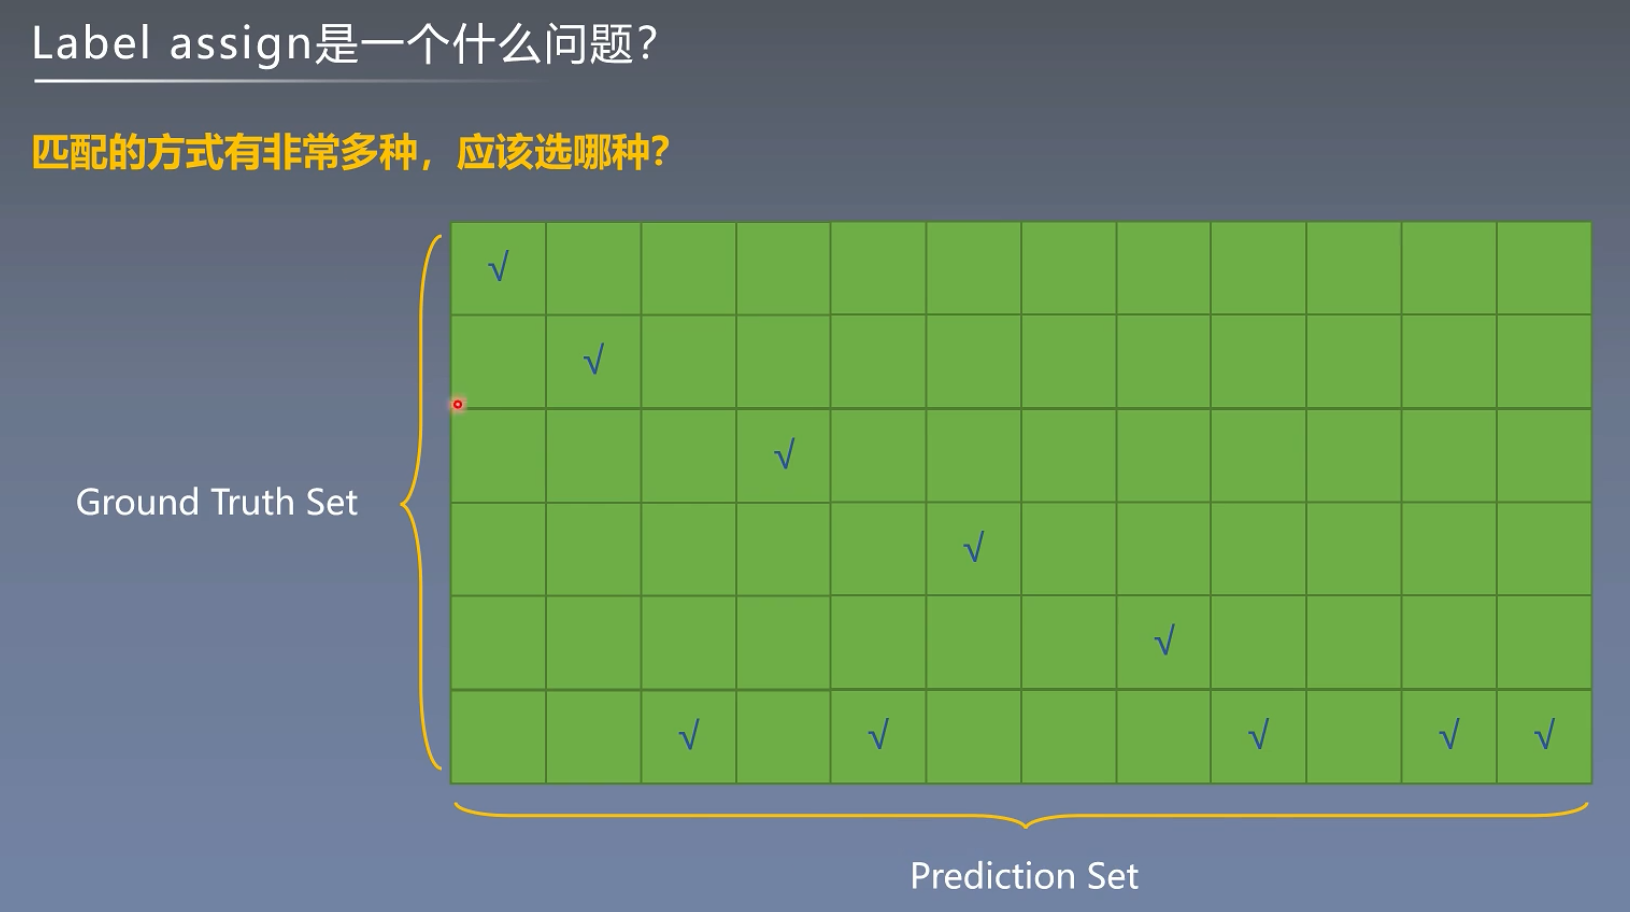 Label assign是一个什么问题？
匹配的方式有非常多种，应该选哪种？
√
√
√
Ground Truth Set
√
√
√ √ √ √ √
Prediction Set